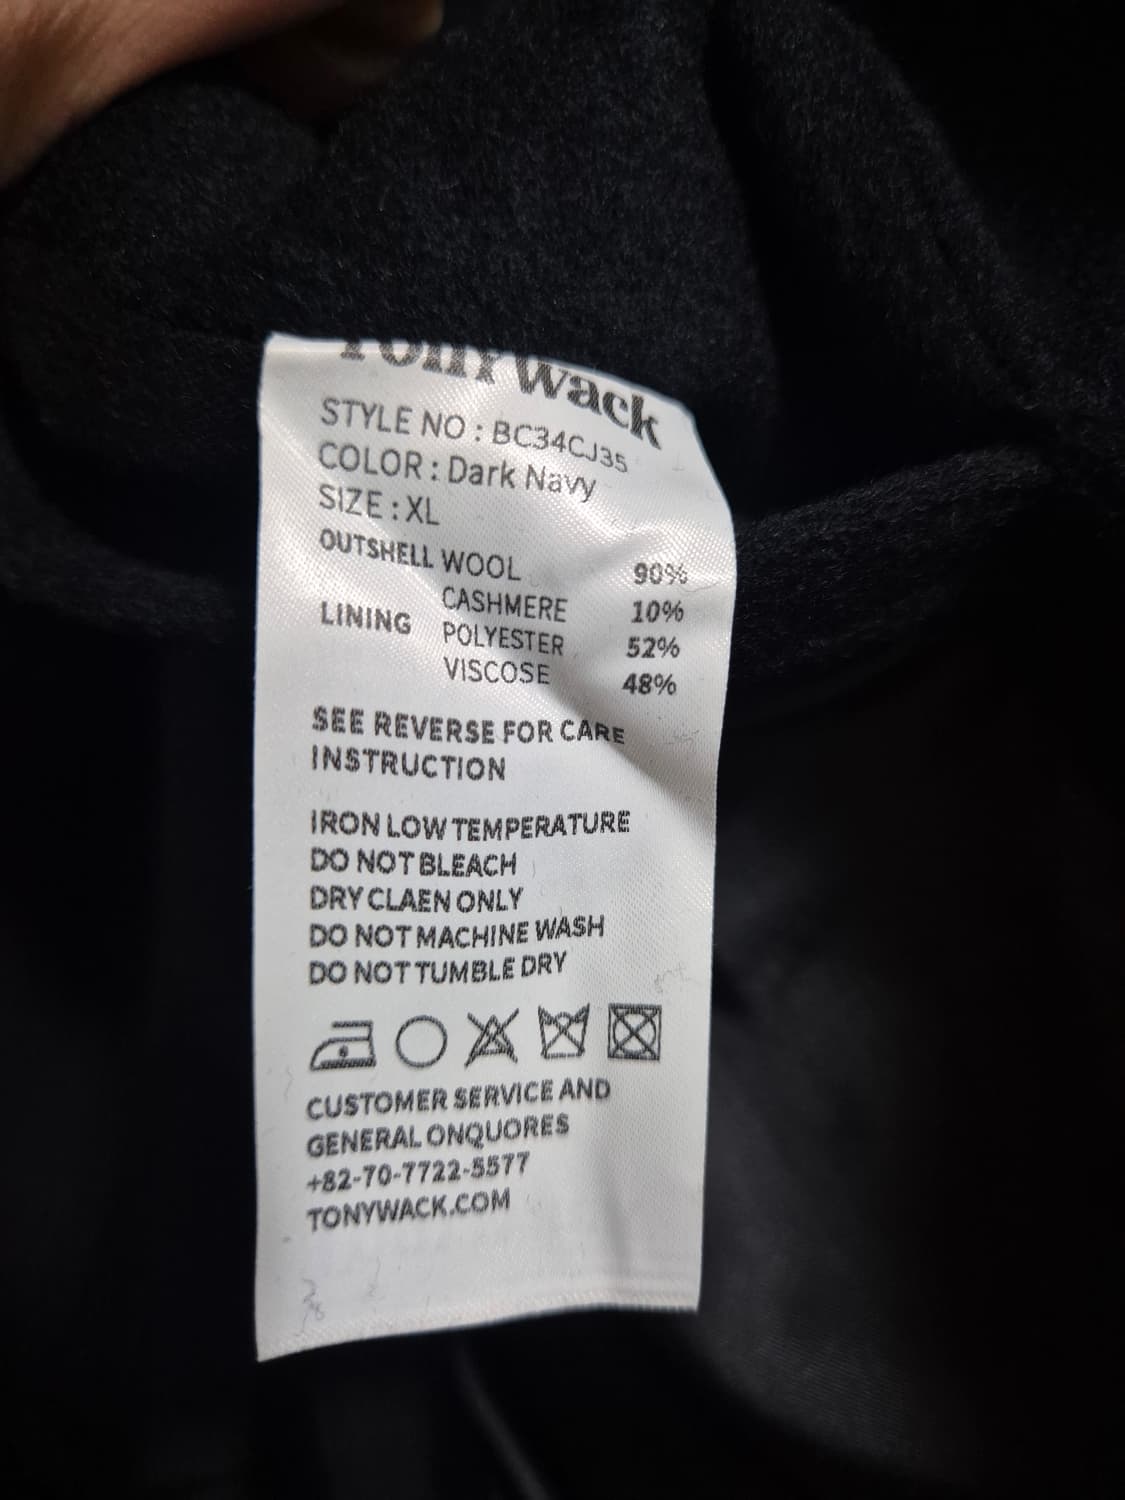 TonyWack
STYLE NO : BC34CJ35
COLOR : Dark Navy
SIZE : XL
OUTSHELL WOOL 90%
CASHMERE 10%
LINING POLYESTER 52%
VISCOSE 48%
SEE REVERSE FOR CARE
INSTRUCTION
IRON LOW TEMPERATURE
DO NOT BLEACH
DRY CLAEN ONLY
DO NOT MACHINE WASH
DO NOT TUMBLE DRY
CUSTOMER SERVICE AND
GENERAL ONQUORES
+82-70-7722-5577
TONYWACK.COM